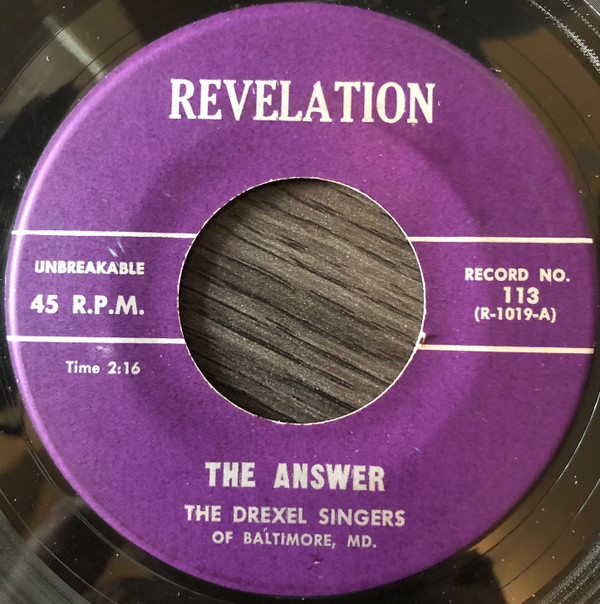 REVELATION
UNBREAKABLE
45 R.P.M.
Time 2:16
RECORD NO.
113
(R-1019-A)
THE ANSWER
THE DREXEL SINGERS
OF BALTIMORE, MD.